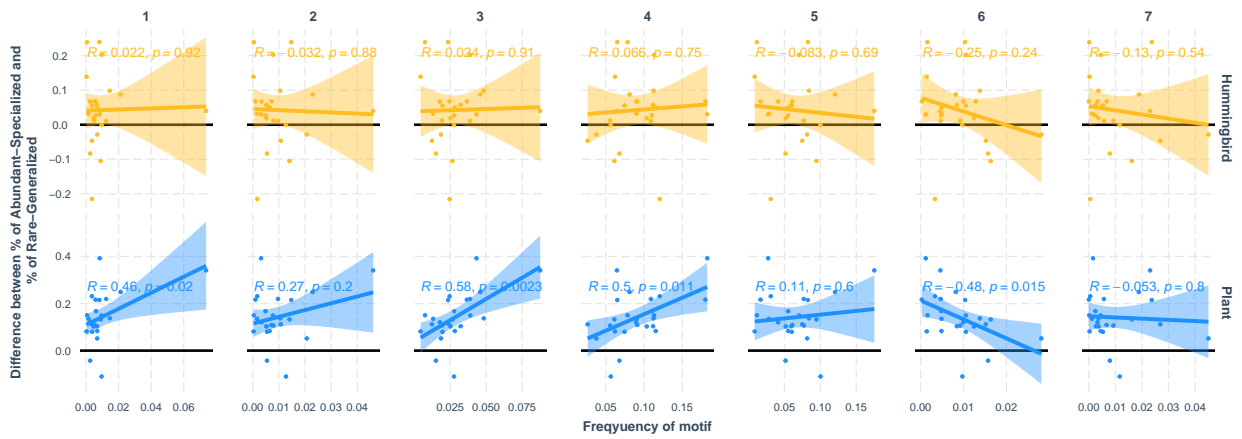 1 2 3 4 5 6 7
Difference between % of Abundant−Specialized and
% of Rare−Generalized
0.2
0.1
0.0
−0.1
−0.2
R = 0.022, p = 0.92
R = −0.032, p = 0.88
R = 0.024, p = 0.91
R = 0.066, p = 0.75
R = −0.083, p = 0.69
R = −0.25, p = 0.24
R = −0.13, p = 0.54
Hummingbird
0.4
0.2
0.0
R = 0.46, p = 0.02
R = 0.27, p = 0.2
R = 0.58, p = 0.0023
R = 0.5, p = 0.011
R = 0.11, p = 0.6
R = −0.48, p = 0.015
R = −0.053, p = 0.8
Plant
0.00 0.02 0.04 0.06
0.00 0.02 0.04
0.025 0.050 0.075
0.05 0.10 0.15
0.05 0.10 0.15
0.00 0.01 0.02
0.00 0.01 0.02 0.03 0.04
Freqyuency of motif